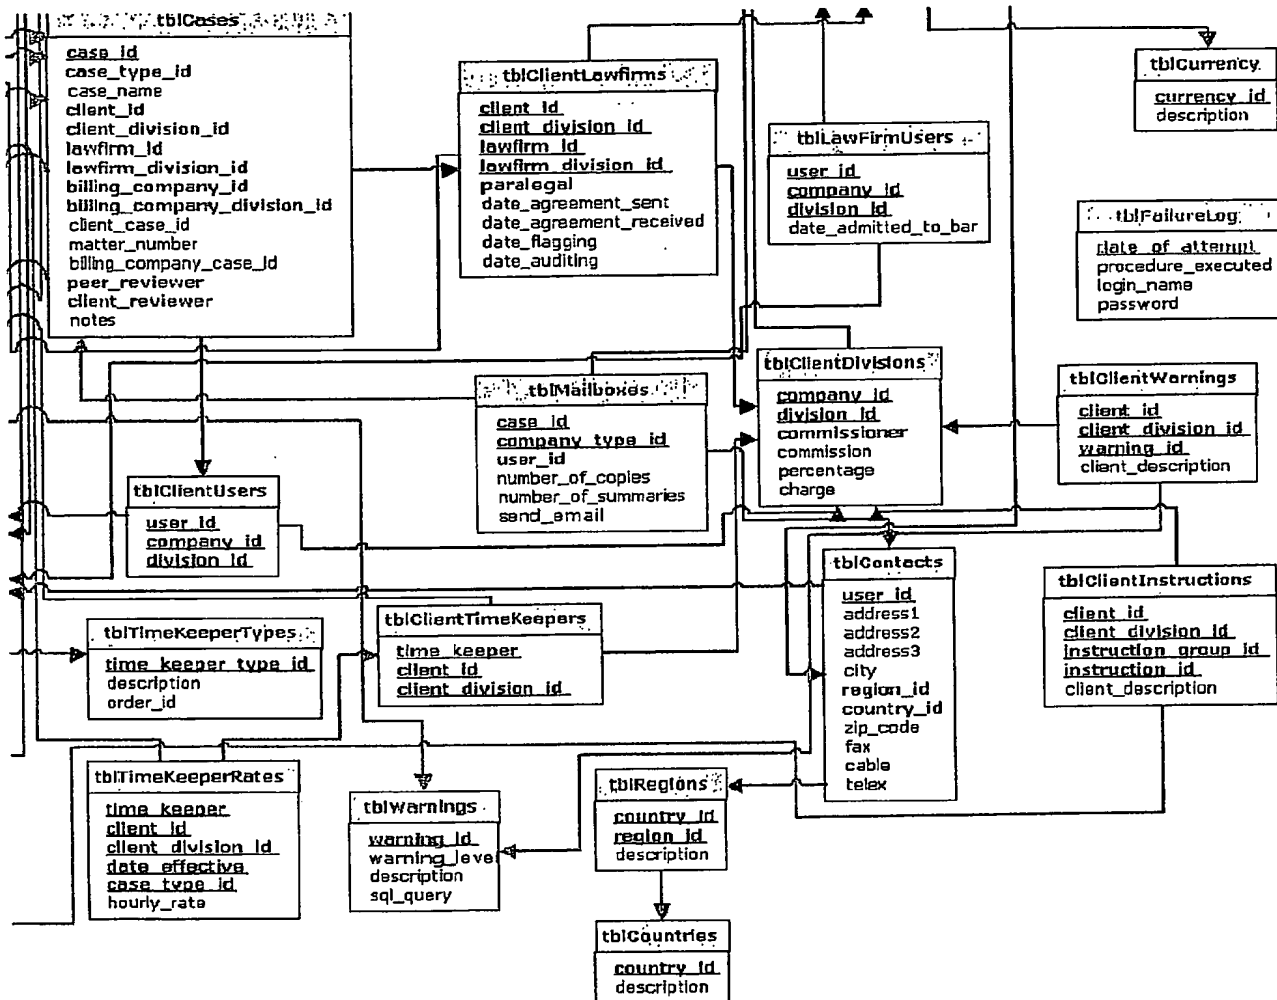 tblCases
case_id
case_type_id
case_name
client_id
client_division_id
lawfirm_id
lawfirm_division_id
billing_company_id
billing_company_division_id
client_case_id
matter_number
billing_company_case_id
peer_reviewer
client_reviewer
notes
tblClientLawfirms
client_id
client_division_id
lawfirm_id
lawfirm_division_id
paralegal
date_agreement_sent
date_agreement_received
date_flagging
date_auditing
tblLawFirmUsers
user_id
company_id
division_id
date_admitted_to_bar
tblCurrency
currency_id
description
tblFailureLog
date_of_attempt
procedure_executed
login_name
password
tblMailboxes
case_id
company_type_id
user_id
number_of_copies
number_of_summaries
send_email
tblClientDivisions
company_id
division_id
commissioner
commission
percentage
charge
tblClientWarnings
client_id
client_division_id
warning_id
client_description
tblClientUsers
user_id
company_id
division_id
tblContacts
user_id
address1
address2
address3
city
region_id
country_id
zip_code
fax
cable
telex
tblClientInstructions
client_id
client_division_id
instruction_group_id
instruction_id
client_description
tblTimeKeeperTypes
time_keeper_type_id
description
order_id
tblClientTimeKeepers
time_keeper
client_id
client_division_id
tblTimeKeeperRates
time_keeper
client_id
client_division_id
date_effective
case_type_id
hourly_rate
tblWarnings
warning_id
warning_level
description
sql_query
tblRegions
country_id
region_id
description
tblCountries
country_id
description